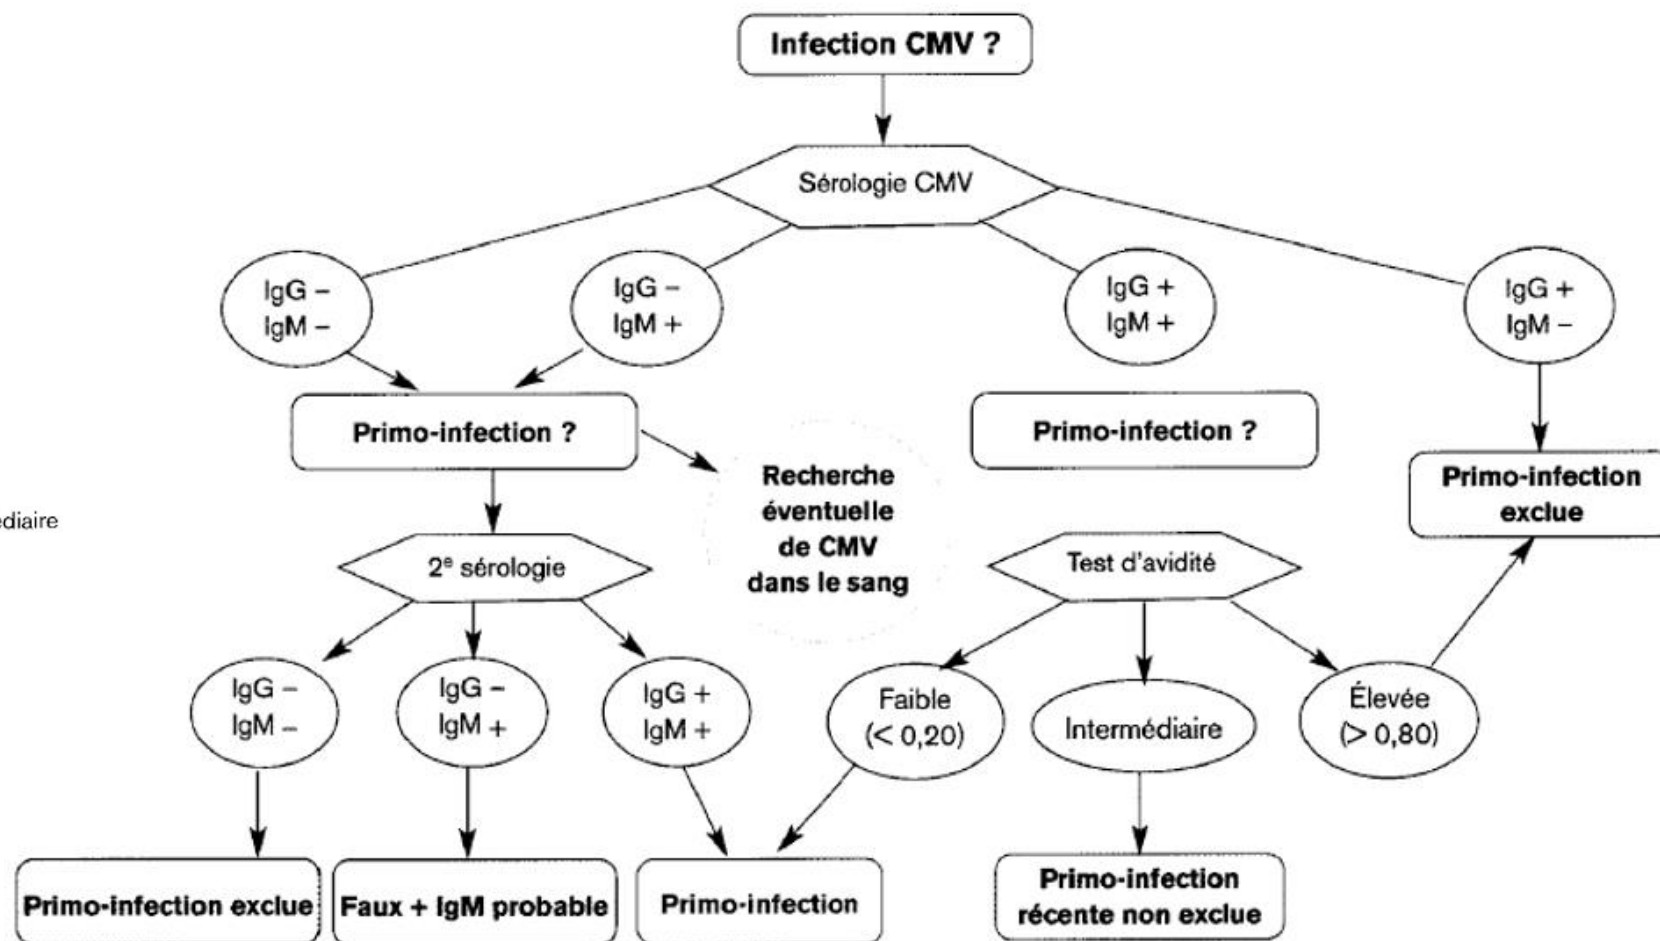 Infection CMV ?
Sérologie CMV
IgG –
IgM –
IgG –
IgM +
IgG +
IgM +
IgG +
IgM –
Primo-infection ?
Primo-infection ?
Primo-infection
exclue
Recherche
éventuelle
de CMV
dans le sang
ediaire
2e sérologie
Test d'avidité
IgG –
IgM –
IgG –
IgM +
IgG +
IgM +
Faible
(< 0,20)
Intermédiaire
Élevée
(> 0,80)
Primo-infection exclue
Faux + IgM probable
Primo-infection
Primo-infection
récente non exclue